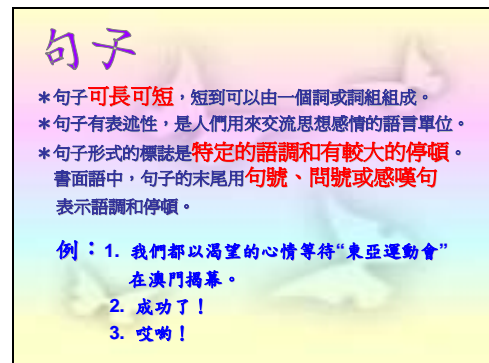 句子
＊句子可長可短，短到可以由一個詞或詞組組成。
＊句子有表述性，是人們用來交流思想感情的語言單位。
＊句子形式的標誌是特定的語調和有較大的停頓。
書面語中，句子的末尾用句號、問號或感嘆句
表示語調和停頓。
例：1. 我們都以渴望的心情等待“東亞運動會”
在澳門揭幕。
2. 成功了！
3. 哎喲！